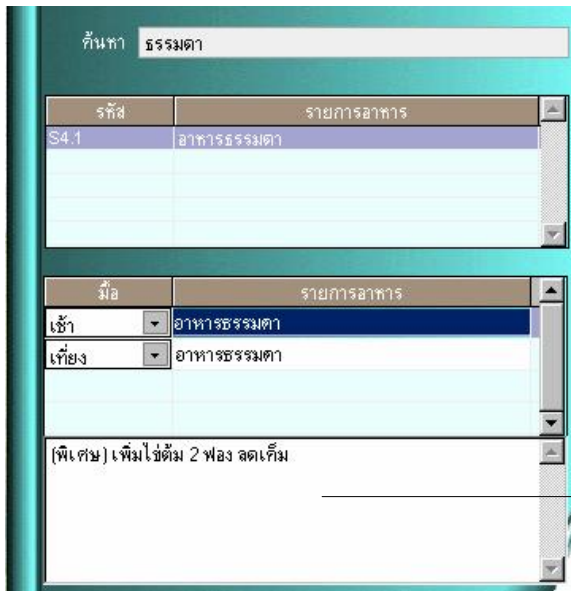 ค้นหา ธรรมดา
รหัส รายการอาหาร
S4.1 อาหารธรรมดา
มื้อ รายการอาหาร
เช้า อาหารธรรมดา
เที่ยง อาหารธรรมดา
(พิเศษ) เพิ่มไข่ต้ม 2 ฟอง ลดเค็ม